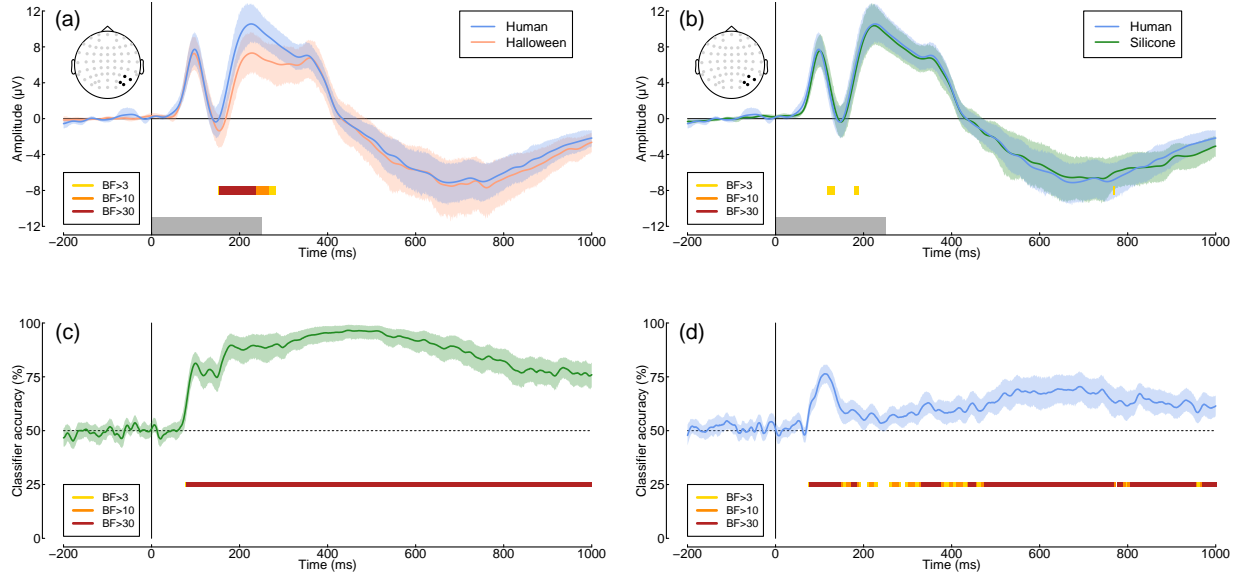 (a)
Human
Halloween
12
8
4
0
−4
−8
−12
Amplitude (µV)
BF>3
BF>10
BF>30
−200
0
200
400
600
800
1000
Time (ms)
(b)
Human
Silicone
12
8
4
0
−4
−8
−12
Amplitude (µV)
BF>3
BF>10
BF>30
−200
0
200
400
600
800
1000
Time (ms)
(c)
100
75
50
25
0
Classifier accuracy (%)
BF>3
BF>10
BF>30
−200
0
200
400
600
800
1000
Time (ms)
(d)
100
75
50
25
0
Classifier accuracy (%)
BF>3
BF>10
BF>30
−200
0
200
400
600
800
1000
Time (ms)